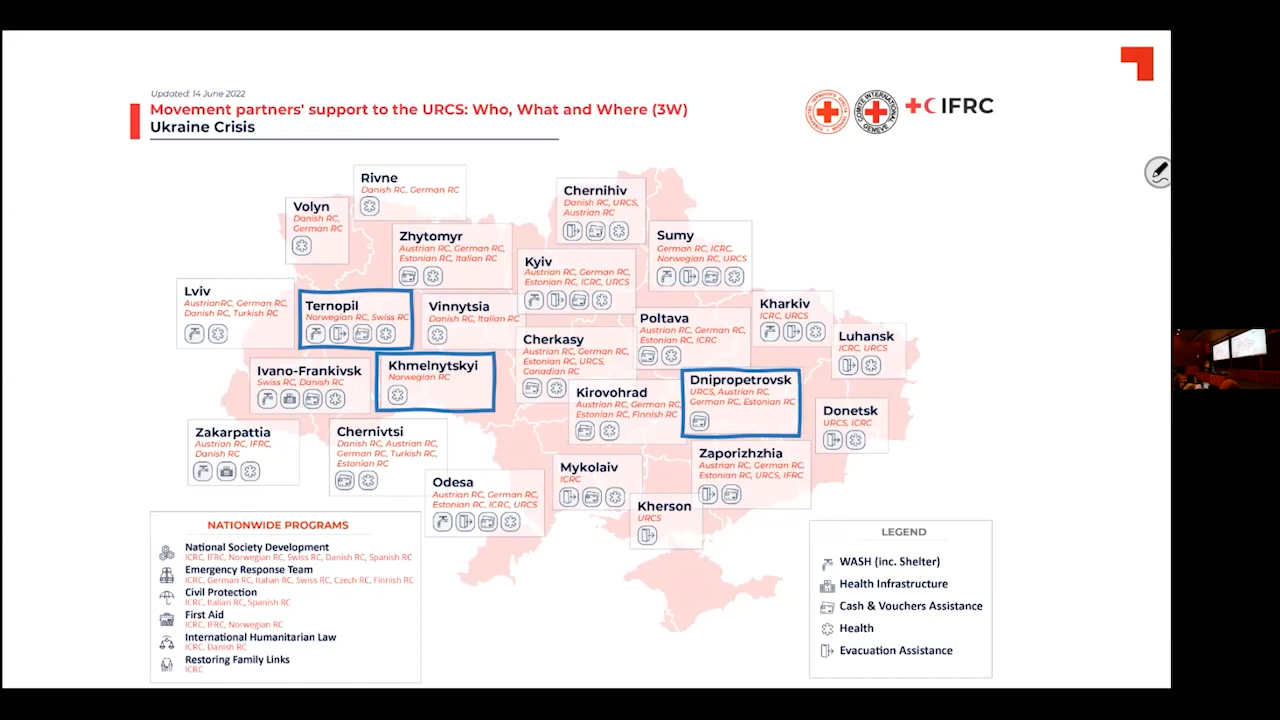 Updated: 14 June 2022
Movement partners' support to the URCS: Who, What and Where (3W)
Ukraine Crisis
IFRC
Rivne
Danish RC, German RC
Volyn
Danish RC,
German RC
Chernihiv
Danish RC, URCS,
Austrian RC
Zhytomyr
Austrian RC, German RC,
Estonian RC, Italian RC
Sumy
German RC, ICRC,
Norwegian RC, URCS
Kyiv
Austrian RC, German RC,
Estonian RC, ICRC, URCS
Lviv
AustrianRC, German RC,
Danish RC, Turkish RC
Ternopil
Norwegian RC, Swiss RC
Vinnytsia
Danish RC, Italian RC
Kharkiv
ICRC, URCS
Poltava
Austrian RC, German RC,
Estonian RC, ICRC
Cherkasy
Austrian RC, German RC,
Estonian RC, URCS,
Canadian RC
Luhansk
ICRC, URCS
Ivano-Frankivsk
Swiss RC, Danish RC
Khmelnytskyi
Norwegian RC
Kirovohrad
Austrian RC, German RC,
Estonian RC, Finnish RC
Dnipropetrovsk
URCS, Austrian RC,
German RC, Estonian RC
Donetsk
URCS, ICRC
Zakarpattia
Austrian RC, IFRC,
Danish RC
Chernivtsi
Danish RC, Austrian RC,
German RC, Turkish RC,
Estonian RC
Zaporizhzhia
Austrian RC, German RC,
Estonian RC, URCS, IFRC
Mykolaiv
ICRC
Odesa
Austrian RC, German RC,
Estonian RC, ICRC, URCS
Kherson
URCS
NATIONWIDE PROGRAMS
National Society Development
ICRC, IFRC, Norwegian RC, Swiss RC, Danish RC, Spanish RC
Emergency Response Team
ICRC, German RC, Italian RC, Swiss RC, Czech RC, Finnish RC
Civil Protection
ICRC, Italian RC, Spanish RC
First Aid
ICRC, IFRC, Norwegian RC
International Humanitarian Law
ICRC, Danish RC
Restoring Family Links
ICRC
LEGEND
WASH (inc. Shelter)
Health Infrastructure
Cash & Vouchers Assistance
Health
Evacuation Assistance